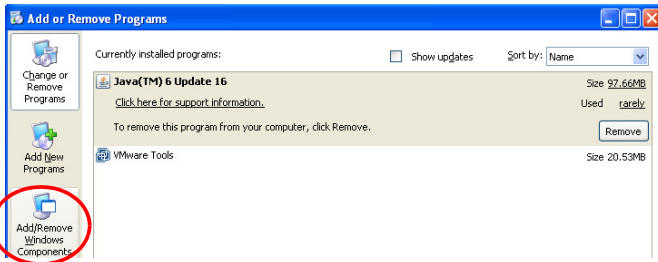 Add or Remove Programs
Change or
Remove
Programs
Add New
Programs
Add/Remove
Windows
Components
Currently installed programs:
Show updates
Sort by: Name
Java(TM) 6 Update 16
Size 97.66MB
Click here for support information.
Used rarely
To remove this program from your computer, click Remove.
Remove
VMware Tools
Size 20.53MB